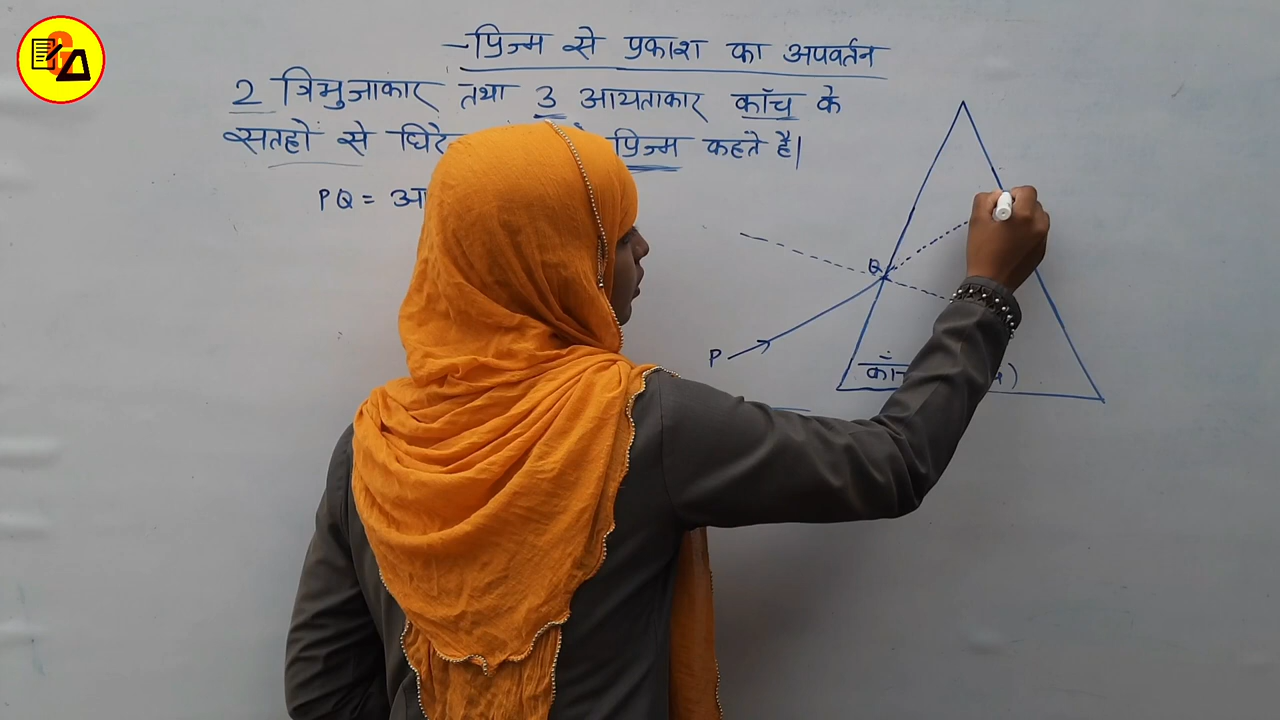 -प्रिज्म से प्रकाश का अपवर्तन
2 त्रिभुजाकार तथा 3 आयताकार कॉच के
सतहो से प्रिज्म कहते है।
PQ =
Q
P